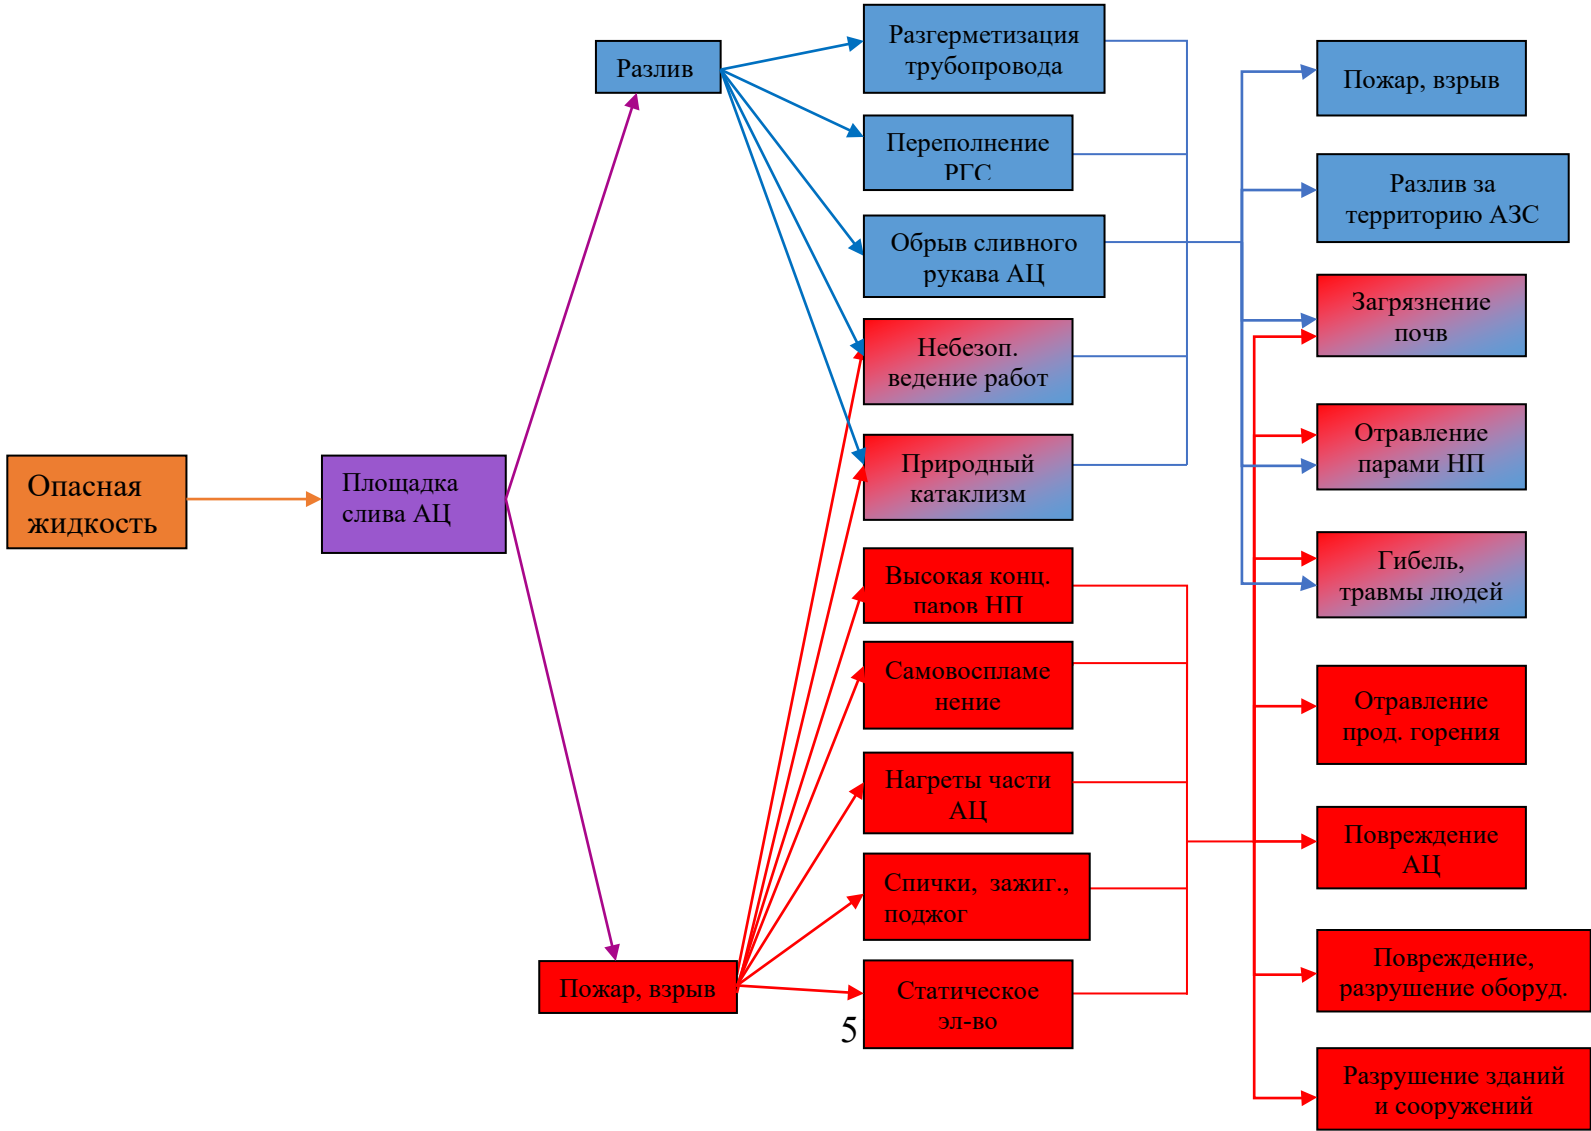 Опасная
жидкость
Площадка
слива АЦ
Разлив
Пожар, взрыв
Разгерметизация
трубопровода
Переполнение
РГС
Обрыв сливного
рукава АЦ
Небезоп.
ведение работ
Природный
катаклизм
Высокая конц.
паров НП
Самовоспламе
нение
Нагреты части
АЦ
Спички, зажиг.,
поджог
Статическое
эл-во
5
Пожар, взрыв
Разлив за
территорию АЗС
Загрязнение
почв
Отравление
парами НП
Гибель,
травмы людей
Отравление
прод. горения
Повреждение
АЦ
Повреждение,
разрушение оборуд.
Разрушение зданий
и сооружений